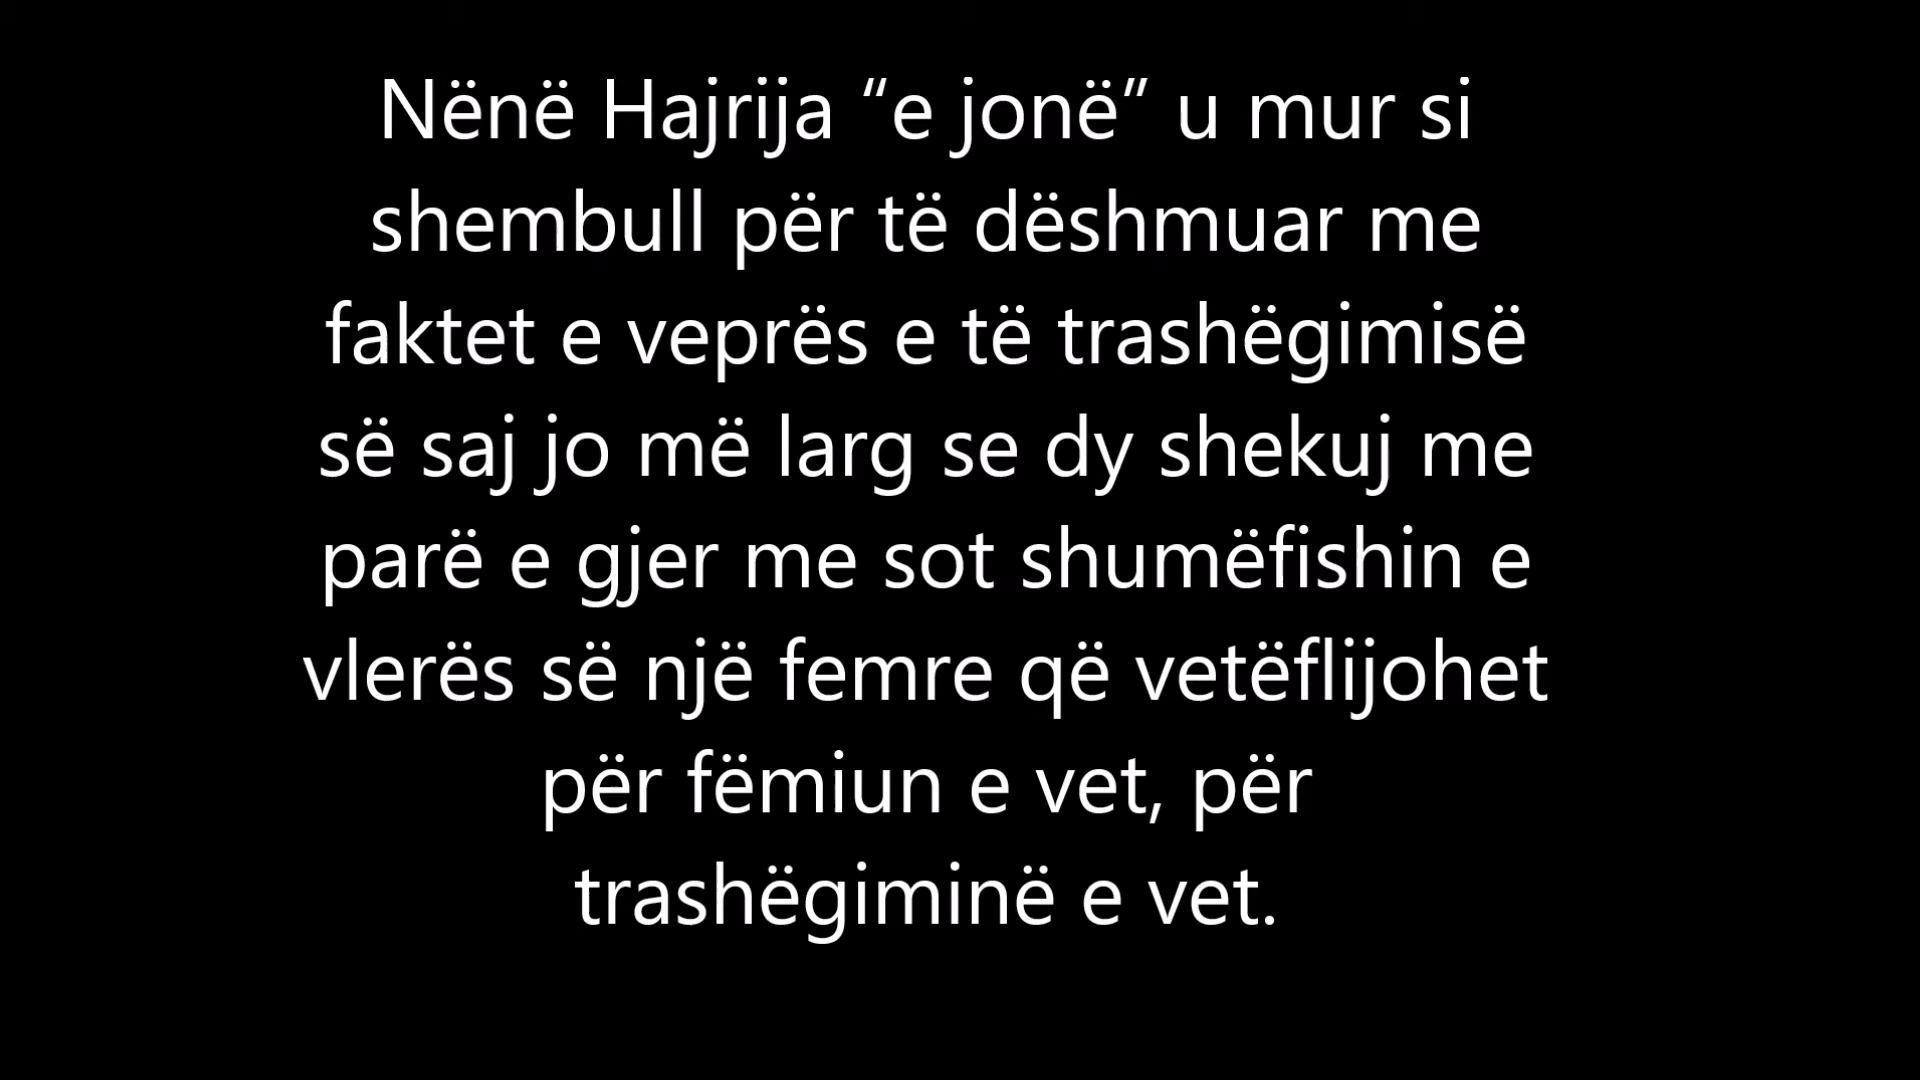 Nënë Hajrija “e jonë” u mur si
shembull për të dëshmuar me
faktet e veprës e të trashëgimisë
së saj jo më larg se dy shekuj me
parë e gjer me sot shumëfishin e
vlerës së një femre që vetëflijohet
për fëmiun e vet, për
trashëgiminë e vet.